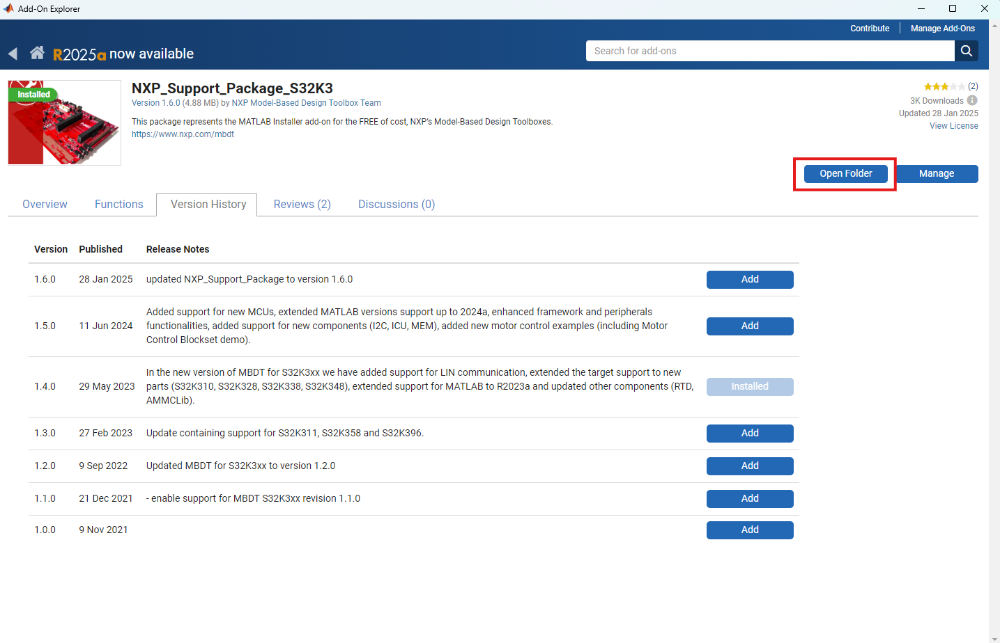 Add-On Explorer
Contribute
Manage Add-Ons
R2025a now available
Search for add-ons
Installed
NXP_Support_Package_S32K3
Version 1.6.0 (4.88 MB) by NXP Model-Based Design Toolbox Team
This package represents the MATLAB Installer add-on for the FREE of cost, NXP's Model-Based Design Toolboxes.
https://www.nxp.com/mbdt
(2)
3K Downloads
Updated 28 Jan 2025
View License
Open Folder
Manage
Overview
Functions
Version History
Reviews (2)
Discussions (0)
Version Published Release Notes
1.6.0 28 Jan 2025 updated NXP_Support_Package to version 1.6.0 Add
Added support for new MCUs, extended MATLAB versions support up to 2024a, enhanced framework and peripherals
1.5.0 11 Jun 2024 functionalities, added support for new components (I2C, ICU, MEM), added new motor control examples (including Motor Add
Control Blockset demo).
In the new version of MBDT for S32K3xx we have added support for LIN communication, extended the target support to new
1.4.0 29 May 2023 parts (S32K310, S32K328, S32K338, S32K348), extended support for MATLAB to R2023a and updated other components (RTD, Installed
AMMCLib).
1.3.0 27 Feb 2023 Update containing support for S32K311, S32K358 and S32K396. Add
1.2.0 9 Sep 2022 Updated MBDT for S32K3xx to version 1.2.0 Add
1.1.0 21 Dec 2021 - enable support for MBDT S32K3xx revision 1.1.0 Add
1.0.0 9 Nov 2021 Add